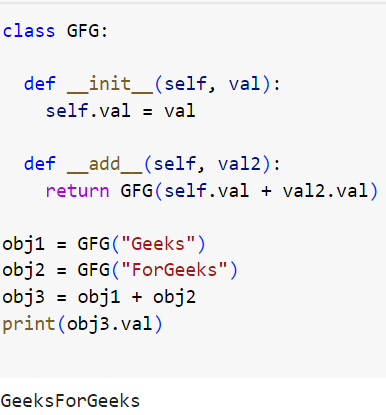 class GFG:
  def __init__(self, val):
    self.val = val
  def __add__(self, val2):
    return GFG(self.val + val2.val)
obj1 = GFG("Geeks")
obj2 = GFG("ForGeeks")
obj3 = obj1 + obj2
print(obj3.val)
GeeksForGeeks